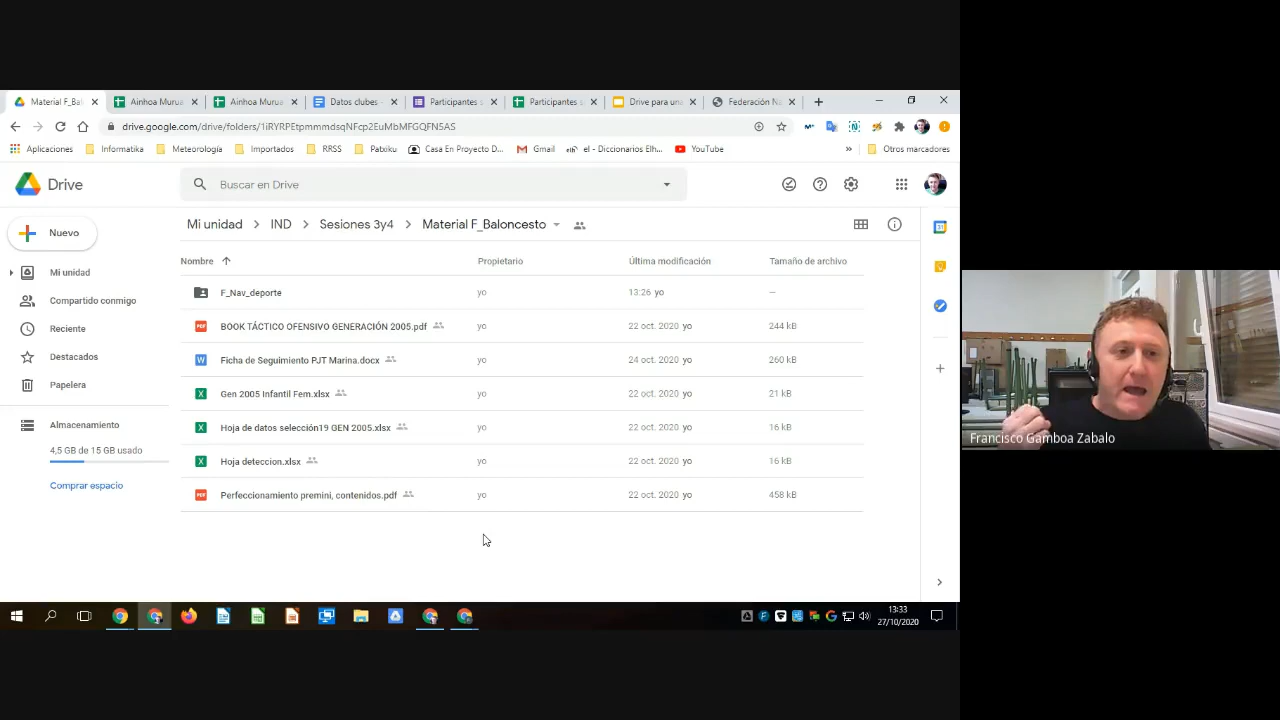 Material F_Bal
Ainhoa Murua
Ainhoa Murua
Datos clubes -
Participantes s
Participantes s
Drive para una
Federación Na
drive.google.com/drive/folders/1iRYRPEtpmmmdsqNFcp2EuMbMFGQFN5AS
Aplicaciones
Informatika
Meteorología
Importados
RRSS
Patxiku
Casa En Proyecto D...
Gmail
el - Diccionarios Elh...
YouTube
»
Otros marcadores
Drive
Buscar en Drive
Nuevo
Mi unidad > IND > Sesiones 3y4 > Material F_Baloncesto
Mi unidad
Compartido conmigo
Reciente
Destacados
Papelera
Almacenamiento
4,5 GB de 15 GB usado
Comprar espacio
Nombre Propietario Última modificación Tamaño de archivo
F_Nav_deporte yo 13:26 yo —
BOOK TÁCTICO OFENSIVO GENERACIÓN 2005.pdf yo 22 oct. 2020 yo 244 kB
Ficha de Seguimiento PJT Marina.docx yo 24 oct. 2020 yo 260 kB
Gen 2005 Infantil Fem.xlsx yo 22 oct. 2020 yo 21 kB
Hoja de datos selección19 GEN 2005.xlsx yo 22 oct. 2020 yo 16 kB
Hoja deteccion.xlsx yo 22 oct. 2020 yo 16 kB
Perfeccionamiento premini, contenidos.pdf yo 22 oct. 2020 yo 458 kB
Francisco Gamboa Zabalo
13:33
27/10/2020